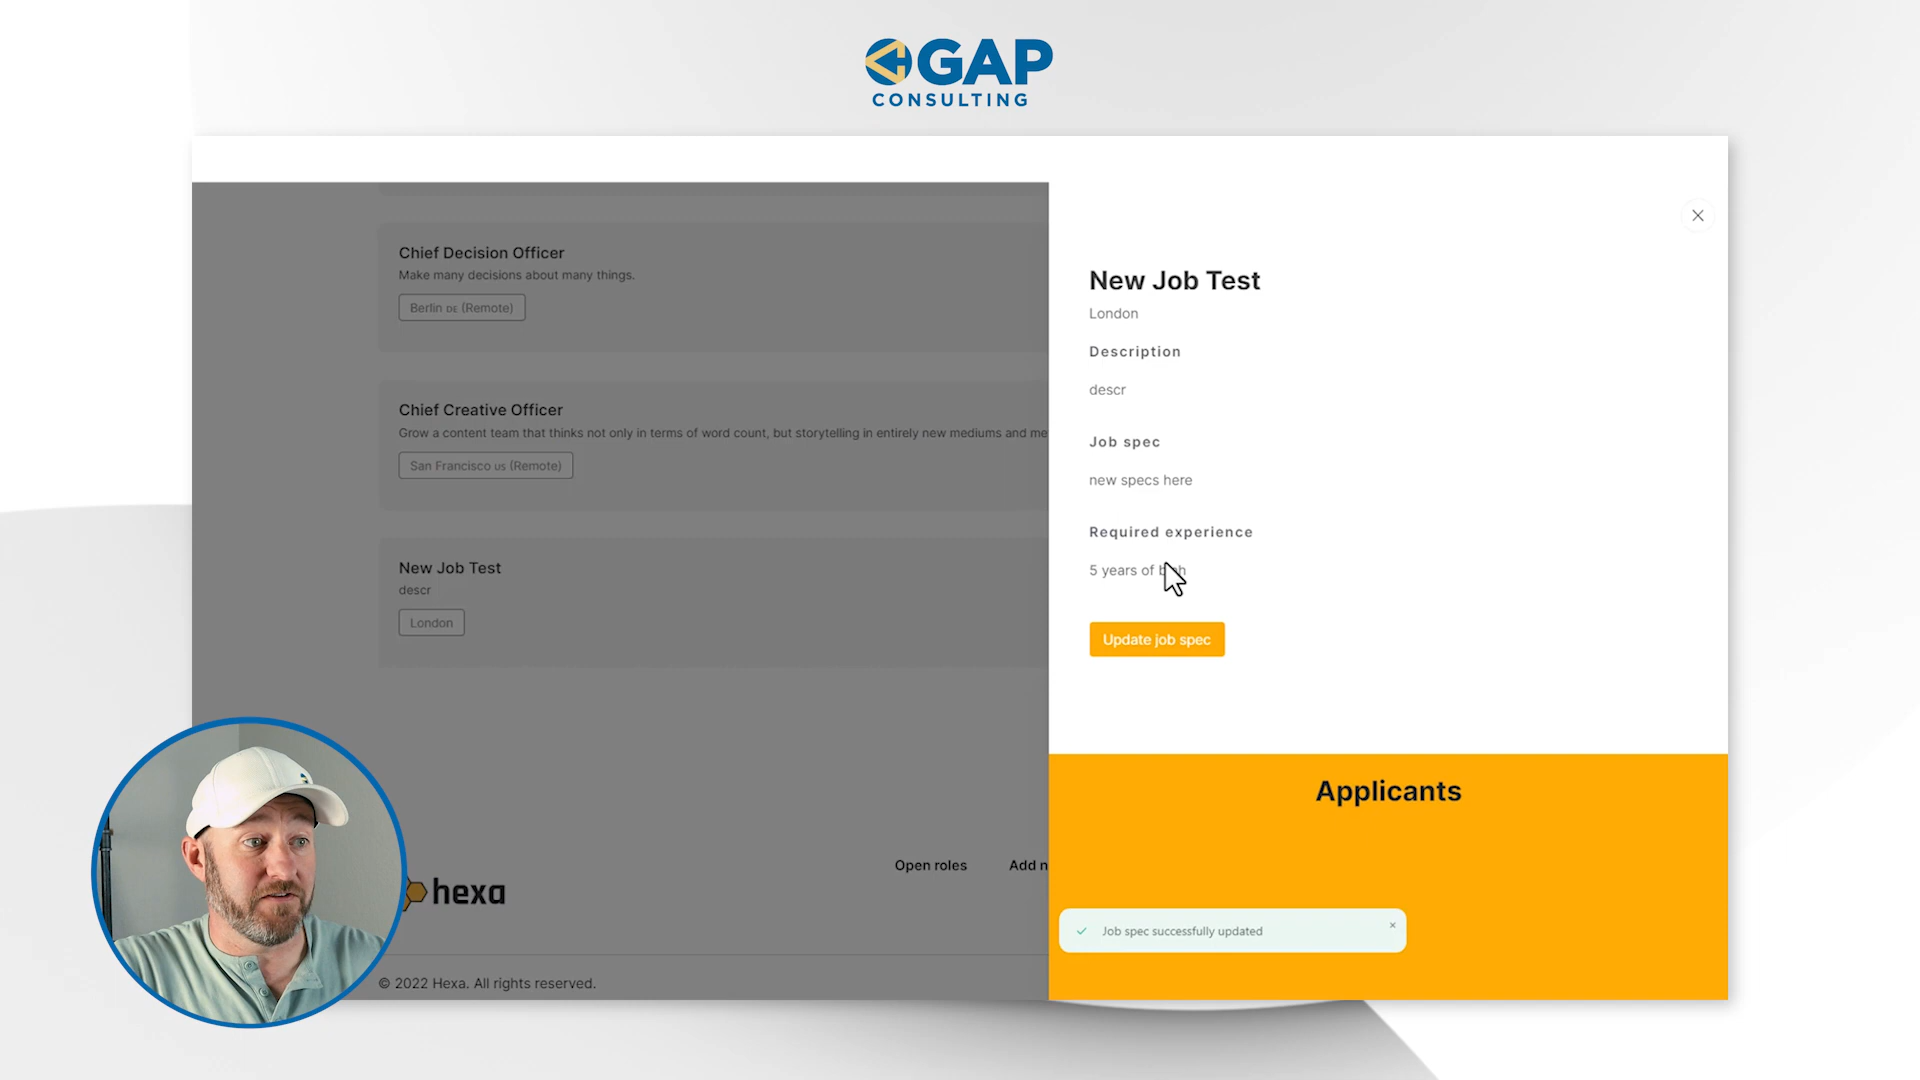 GAP
CONSULTING
Chief Decision Officer
Make many decisions about many things.
Berlin DE (Remote)
Chief Creative Officer
Grow a content team that thinks not only in terms of word count, but storytelling in entirely new mediums and me
San Francisco US (Remote)
New Job Test
descr
London
Open roles
Add n
hexa
© 2022 Hexa. All rights reserved.
New Job Test
London
Description
descr
Job spec
new specs here
Required experience
5 years of
Update job spec
Applicants
Job spec successfully updated